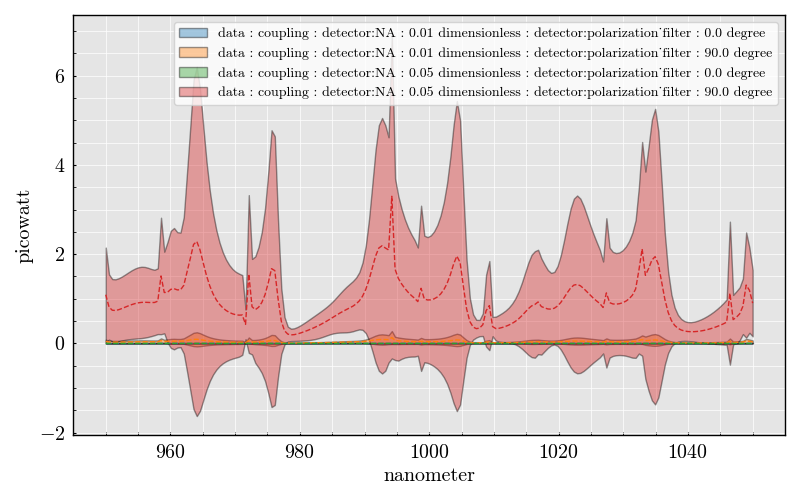 data : coupling : detector:NA : 0.01 dimensionless : detector:polarization˙filter : 0.0 degree
data : coupling : detector:NA : 0.01 dimensionless : detector:polarization˙filter : 90.0 degree
data : coupling : detector:NA : 0.05 dimensionless : detector:polarization˙filter : 0.0 degree
data : coupling : detector:NA : 0.05 dimensionless : detector:polarization˙filter : 90.0 degree
6
4
2
0
−2
picowatt
960 980 1000 1020 1040
nanometer